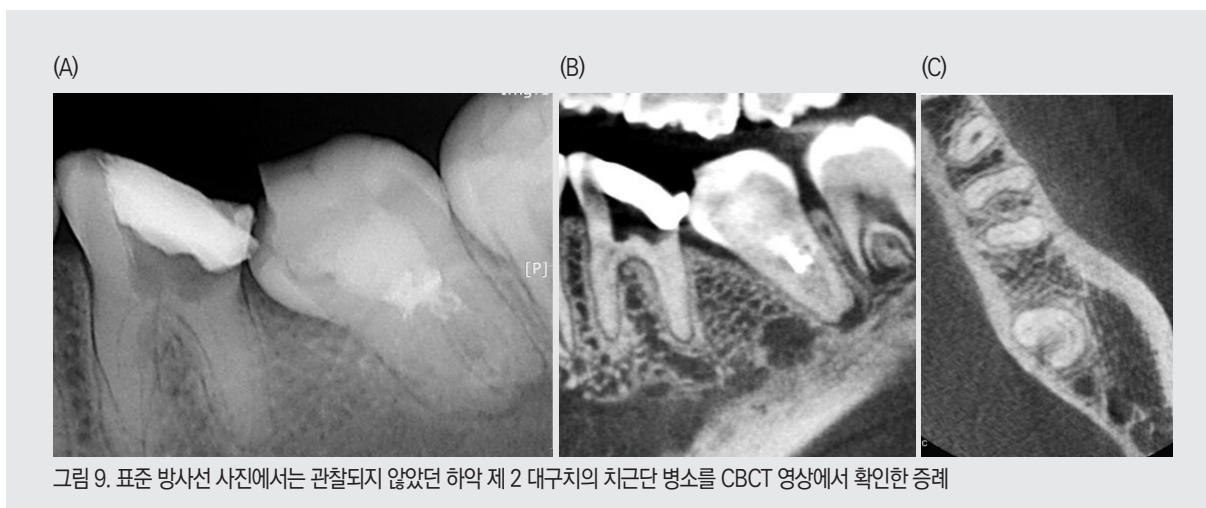 (A)
(B)
(C)
[P]
C
그림 9. 표준 방사선 사진에서는 관찰되지 않았던 하악 제 2 대구치의 치근단 병소를 CBCT 영상에서 확인한 증례